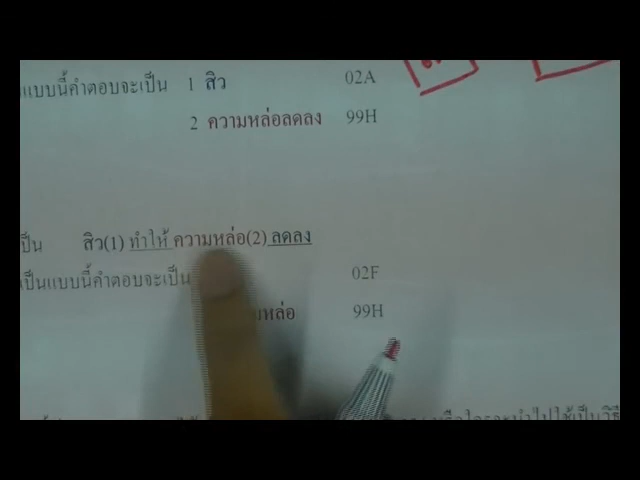 แบบนี้คำตอบจะเป็น 1 สิว 02A
2 ความหล่อลดลง 99H
เป็น สิว(1) ทำให้ ความหล่อ(2) ลดลง
เป็นแบบนี้คำตอบจะเป็น 02F
หล่อ 99H